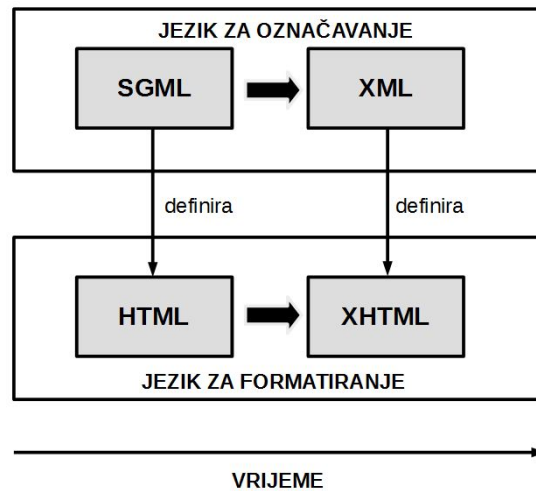 JEZIK ZA OZNAČAVANJE
SGML
XML
definira
definira
HTML
XHTML
JEZIK ZA FORMATIRANJE
VRIJEME